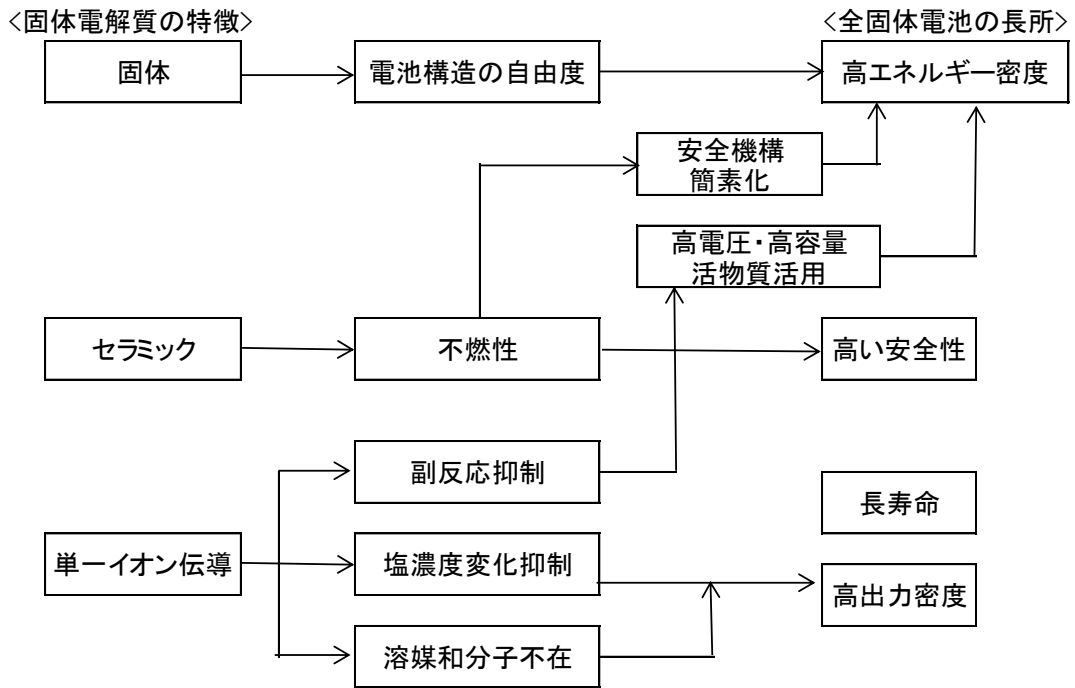 <固体電解質の特徴>
<全固体電池の長所>
固体
電池構造の自由度
高エネルギー密度
安全機構
簡素化
高電圧・高容量
活物質活用
セラミック
不燃性
高い安全性
副反応抑制
長寿命
単一イオン伝導
塩濃度変化抑制
高出力密度
溶媒和分子不在